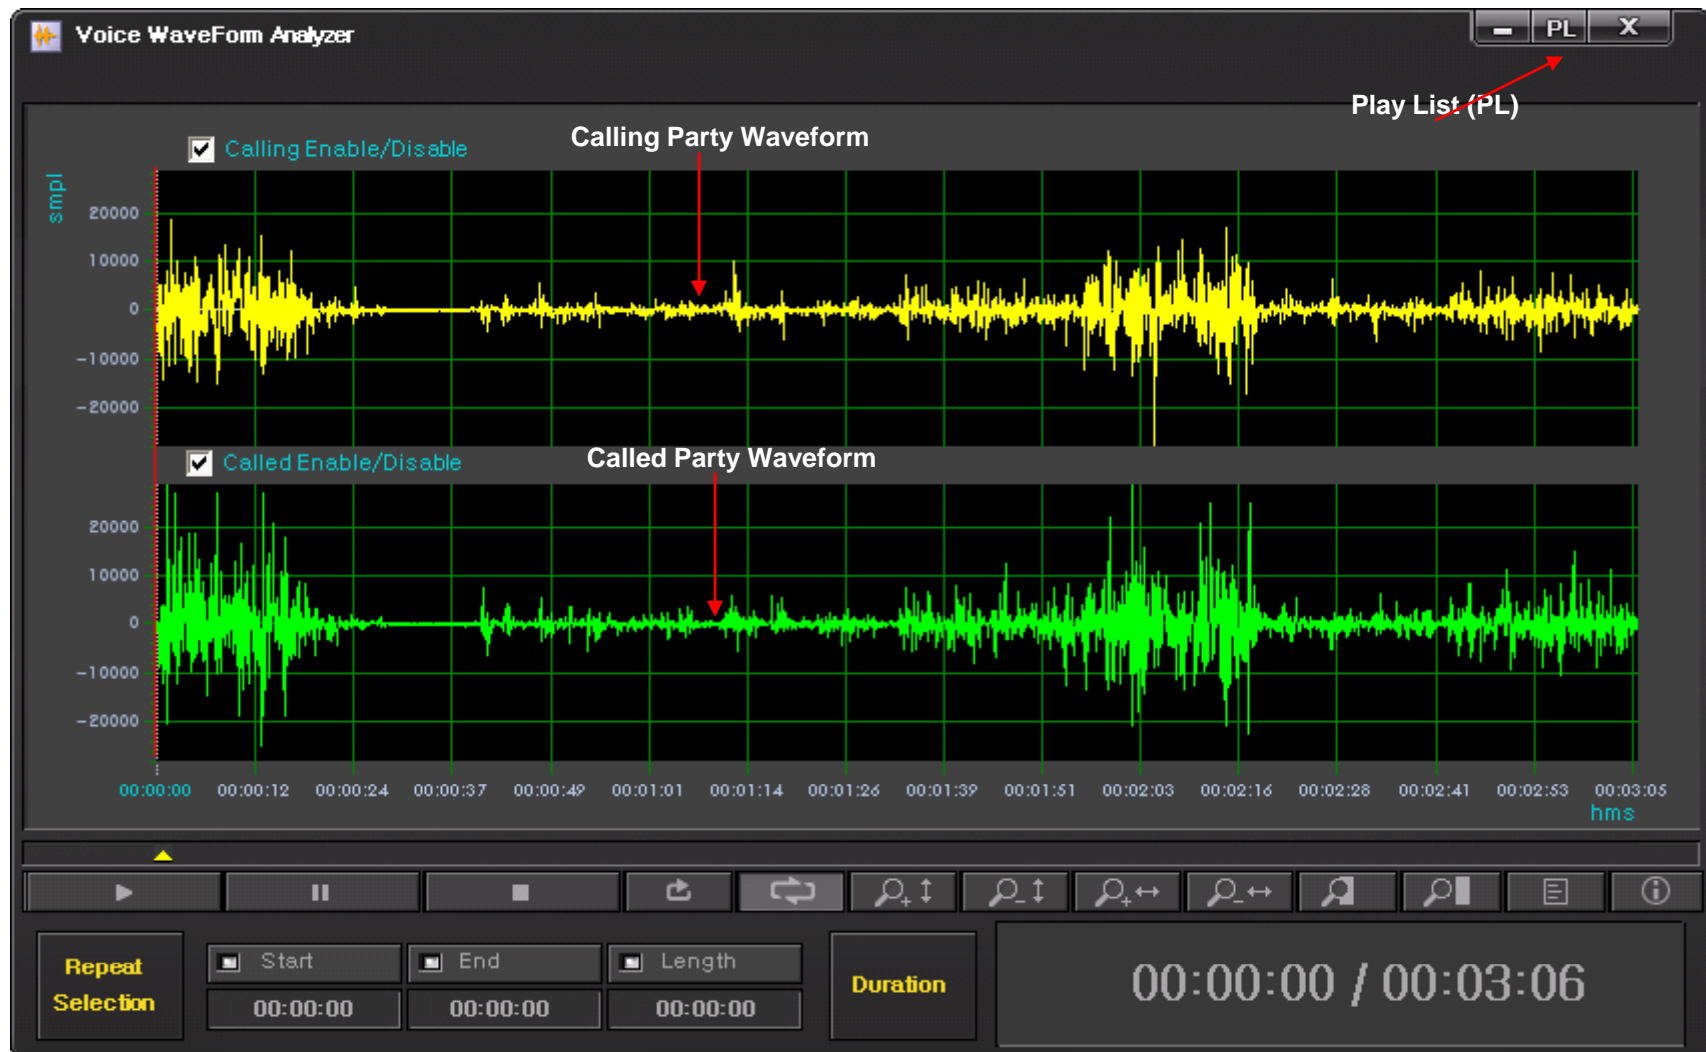 Voice WaveForm Analyzer
PL X
Play List (PL)
Calling Enable/Disable
Calling Party Waveform
smpl
20000
10000
0
-10000
-20000
Called Enable/Disable
Called Party Waveform
20000
10000
0
-10000
-20000
00:00:00 00:00:12 00:00:24 00:00:37 00:00:49 00:01:01 00:01:14 00:01:26 00:01:39 00:01:51 00:02:03 00:02:16 00:02:28 00:02:41 00:02:53 00:03:05
hms
Repeat
Selection
Start End Length
00:00:00 00:00:00 00:00:00
Duration
00:00:00 / 00:03:06